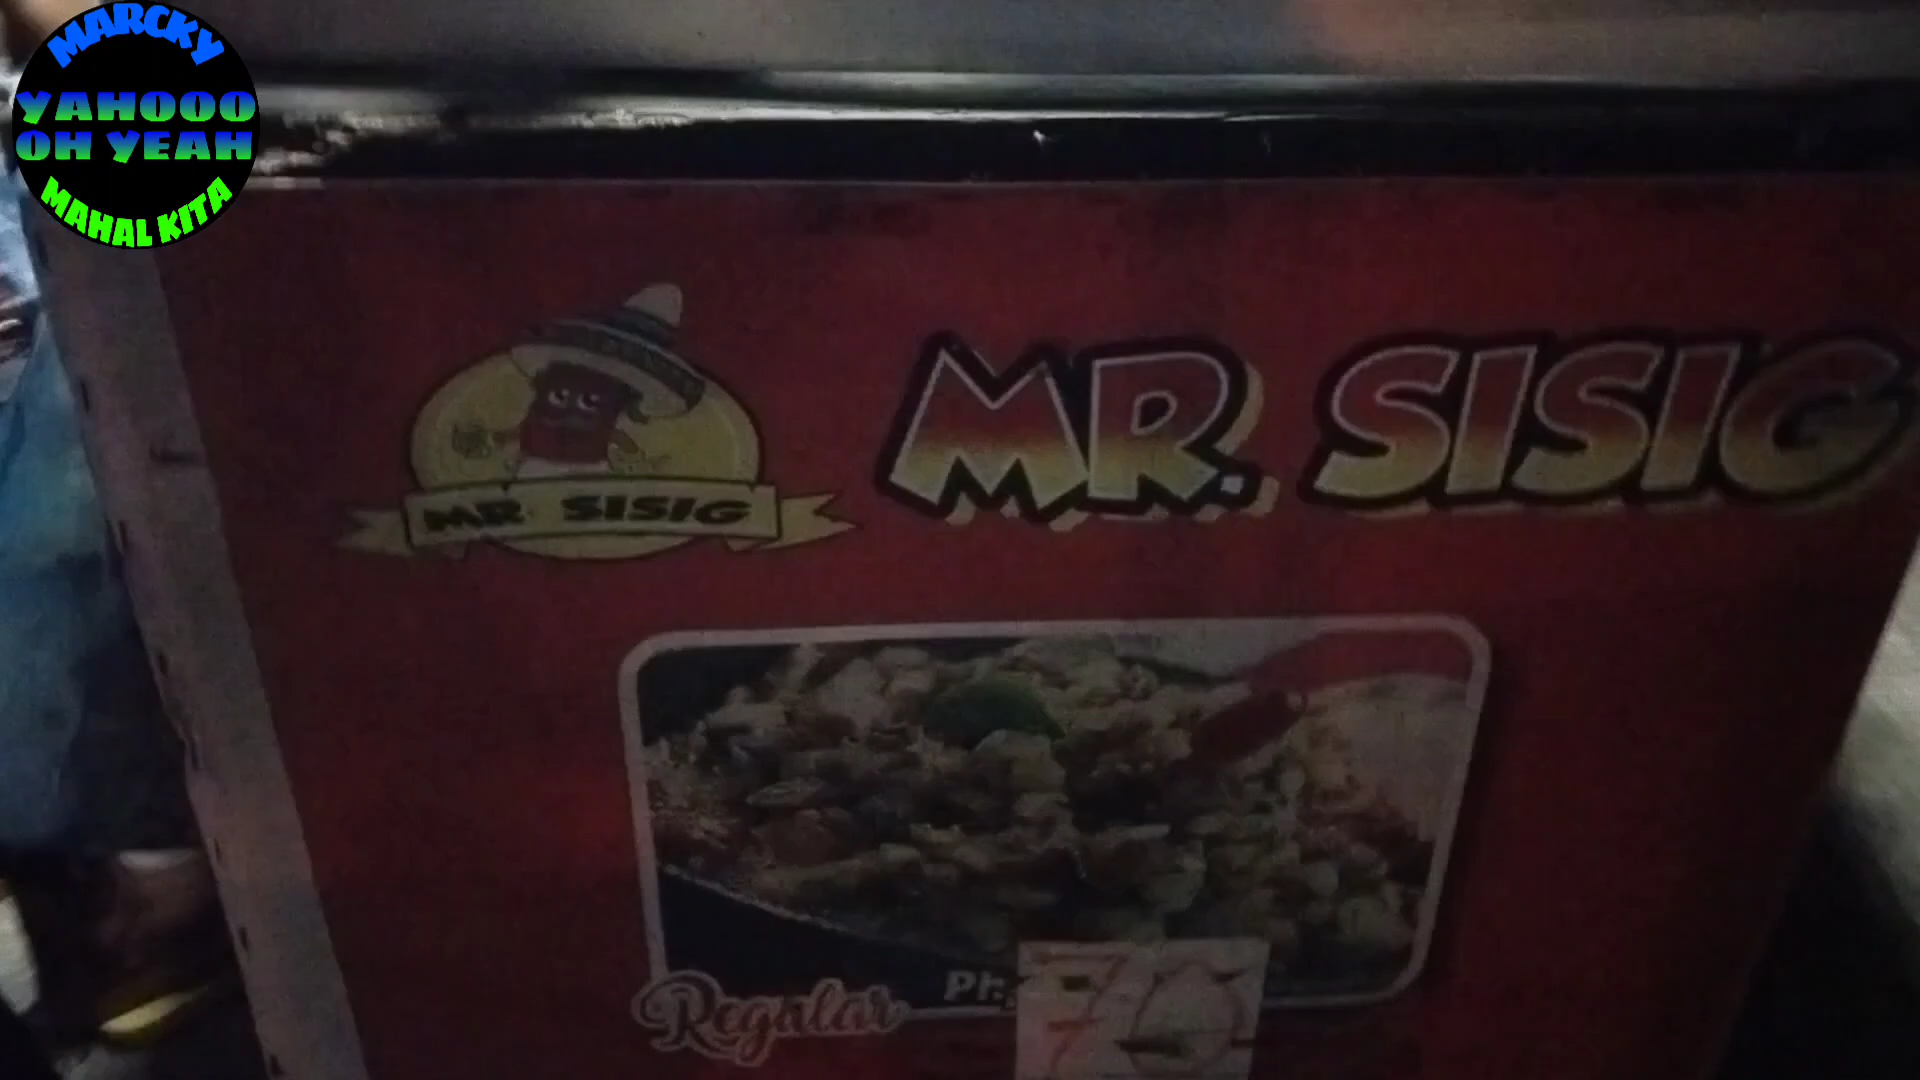 MARCKY
YAHOOO
OH YEAH
MAHAL KITA
MR. SISIG
MR SISIG
Regular